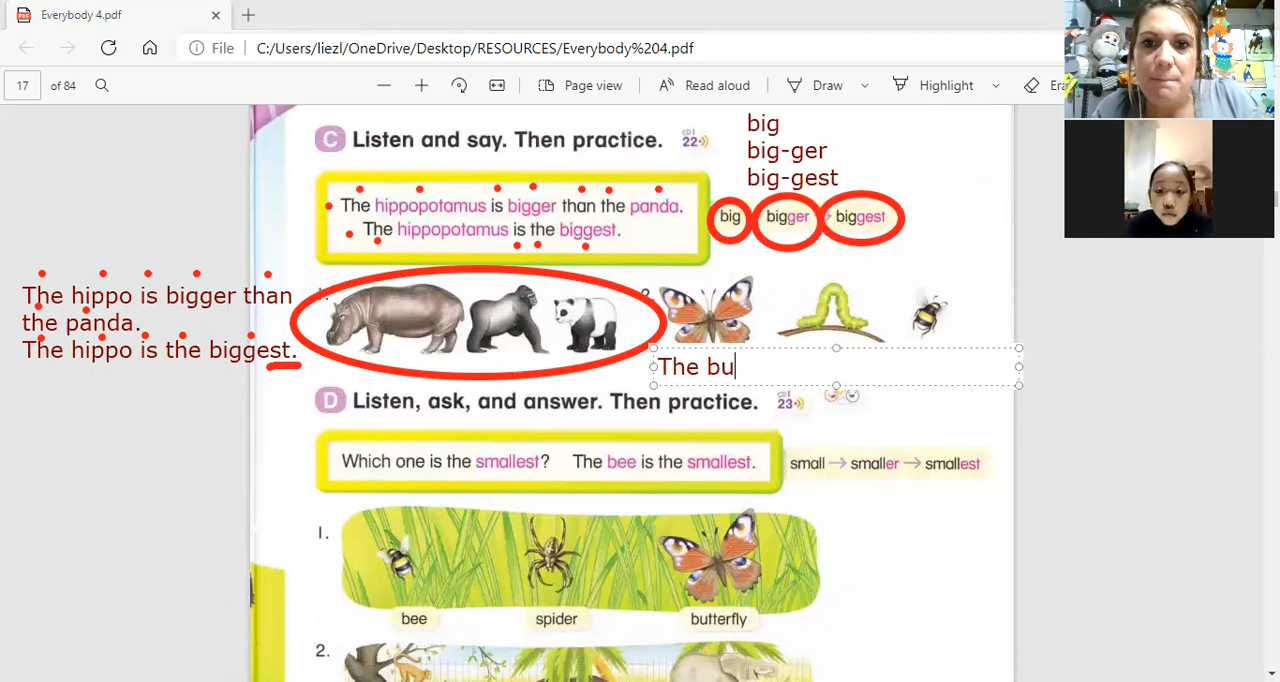 Everybody 4.pdf
File
C:/Users/liezl/OneDrive/Desktop/RESOURCES/Everybody%204.pdf
17 of 84
Page view
Read aloud
Draw
Highlight
Era
C Listen and say. Then practice. CD1 22
big
big-ger
big-gest
The hippopotamus is bigger than the panda.
The hippopotamus is the biggest.
big bigger biggest
The hippo is bigger than
the panda.
The hippo is the biggest.
The bu
D Listen, ask, and answer. Then practice. CD1 23
Which one is the smallest? The bee is the smallest.
small → smaller → smallest
1.
bee spider butterfly
2.